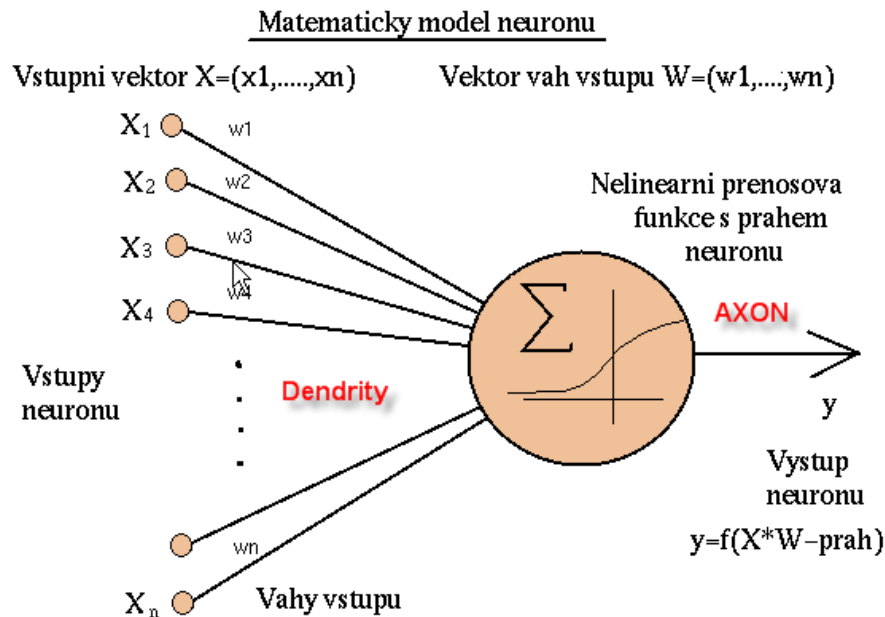 Matematicky model neuronu
Vstupni vektor X=(x1,.....,xn)
Vektor vah vstupu W=(w1,....,wn)
X1
w1
X2
w2
Nelinearni prenosova
funkce s prahem
neuronu
X3
w3
w4
X4
Σ
AXON
Vstupy
neuronu
Dendrity
y
Vystup
neuronu
wn
y=f(X*W-prah)
Xn
Vahy vstupu